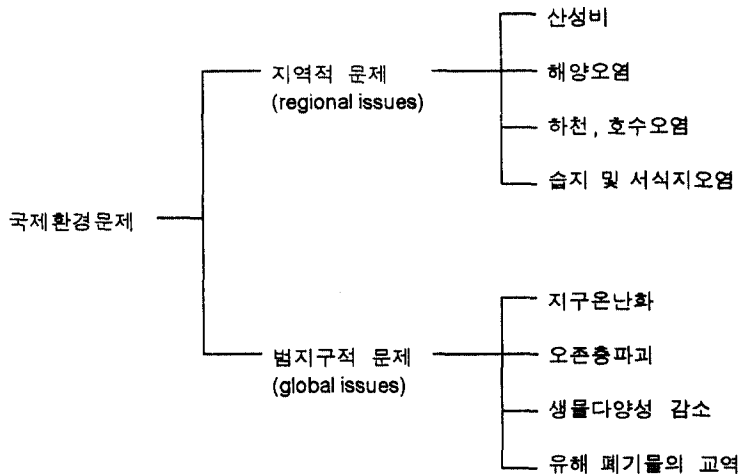 국제환경문제
지역적 문제
(regional issues)
산성비
해양오염
하천, 호수오염
습지 및 서식지오염
범지구적 문제
(global issues)
지구온난화
오존층파괴
생물다양성 감소
유해 폐기물의 교역